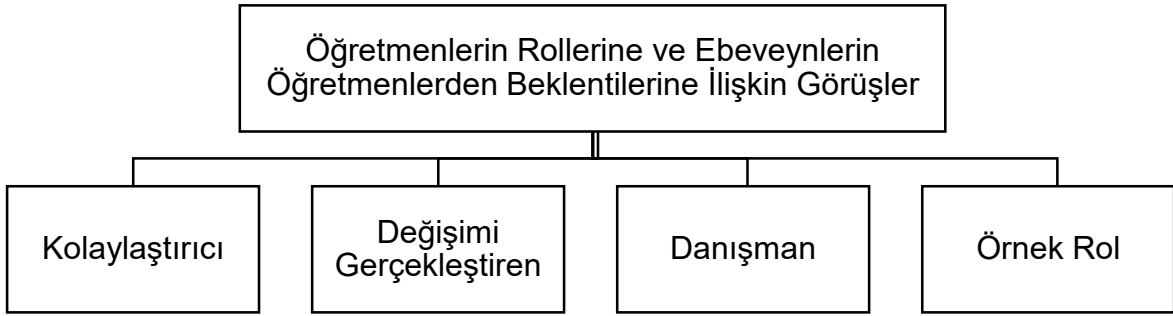 Öğretmenlerin Rollerine ve Ebeveynlerin
Öğretmenlerden Beklentilerine İlişkin Görüşler
Kolaylaştırıcı
Değişimi
Gerçekleştiren
Danışman
Örnek Rol